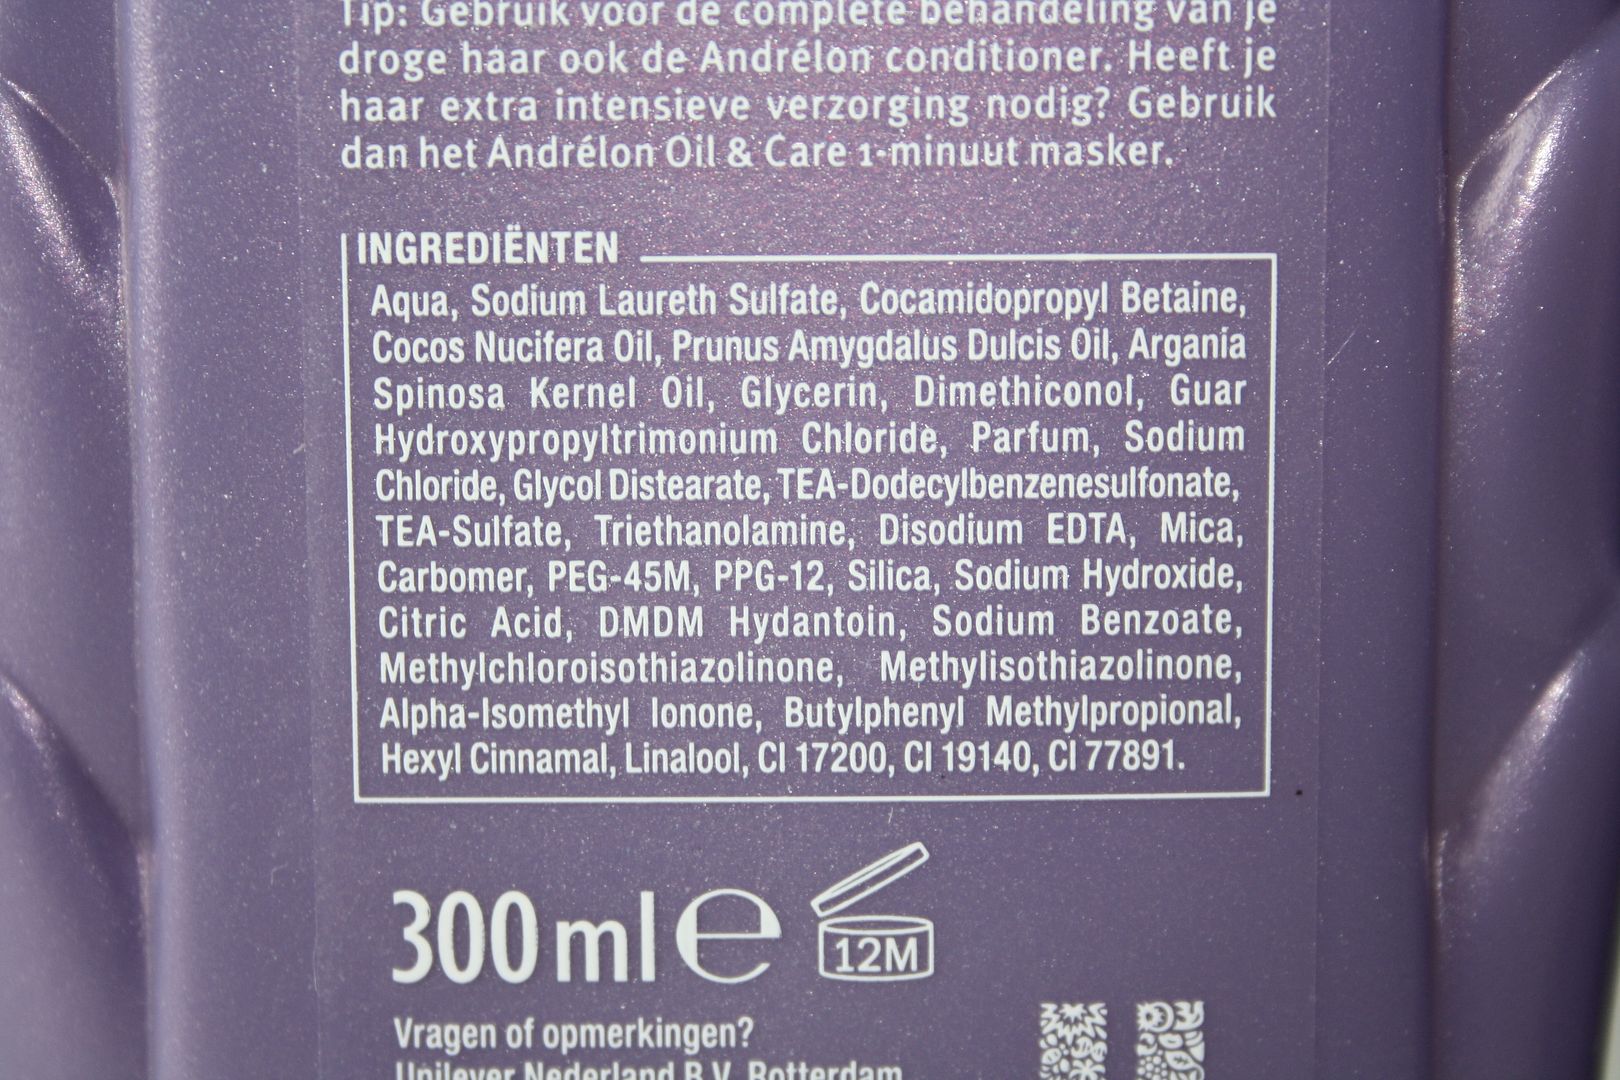 Tip: Gebruik voor de complete behandeling van je
droge haar ook de Andrélon conditioner. Heeft je
haar extra intensieve verzorging nodig? Gebruik
dan het Andrélon Oil & Care 1-minuut masker.
INGREDIËNTEN
Aqua, Sodium Laureth Sulfate, Cocamidopropyl Betaine,
Cocos Nucifera Oil, Prunus Amygdalus Dulcis Oil, Argania
Spinosa Kernel Oil, Glycerin, Dimethiconol, Guar
Hydroxypropyltrimonium Chloride, Parfum, Sodium
Chloride, Glycol Distearate, TEA-Dodecylbenzenesulfonate,
TEA-Sulfate, Triethanolamine, Disodium EDTA, Mica,
Carbomer, PEG-45M, PPG-12, Silica, Sodium Hydroxide,
Citric Acid, DMDM Hydantoin, Sodium Benzoate,
Methylchloroisothiazolinone, Methylisothiazolinone,
Alpha-Isomethyl Ionone, Butylphenyl Methylpropional,
Hexyl Cinnamal, Linalool, CI 17200, CI 19140, CI 77891.
300 ml e 12M
Vragen of opmerkingen?
Unilever Nederland B.V. Rotterdam